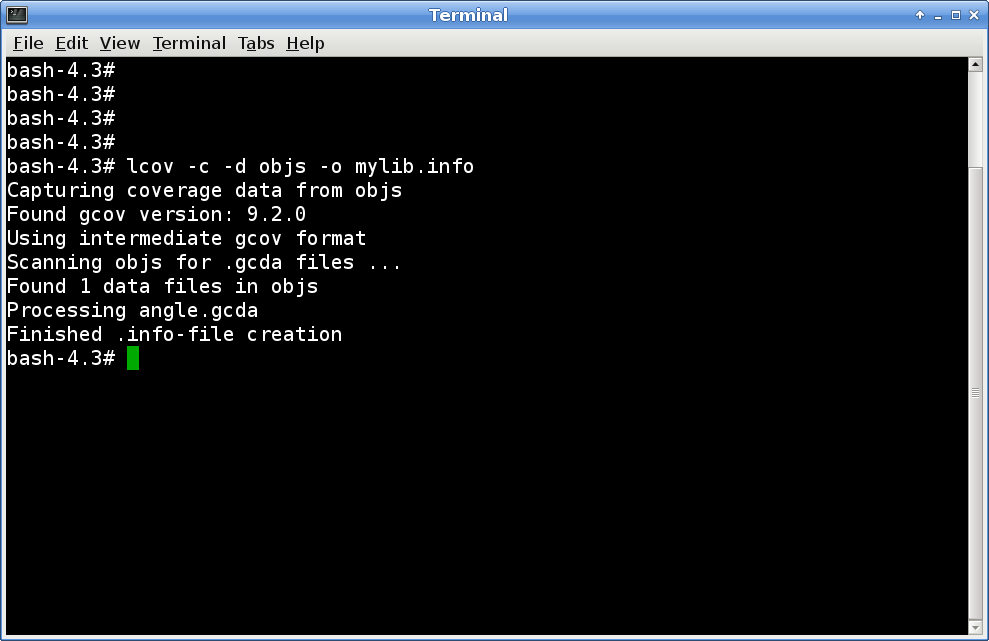 Terminal
File Edit View Terminal Tabs Help
bash-4.3#
bash-4.3#
bash-4.3#
bash-4.3#
bash-4.3# lcov -c -d objs -o mylib.info
Capturing coverage data from objs
Found gcov version: 9.2.0
Using intermediate gcov format
Scanning objs for .gcda files ...
Found 1 data files in objs
Processing angle.gcda
Finished .info-file creation
bash-4.3#